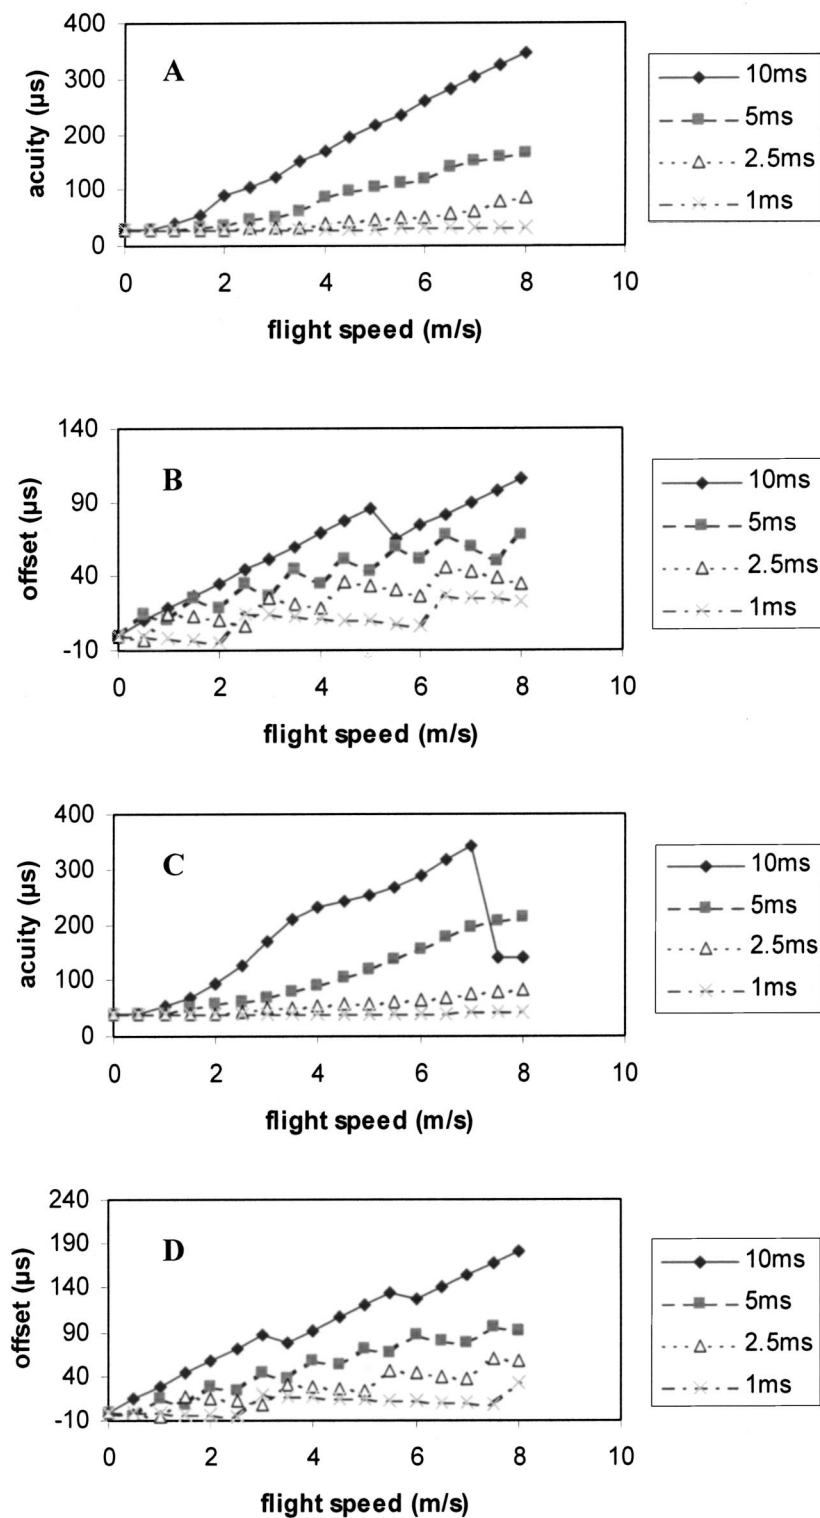 400
300
200
100
0
acuity (µs)
A
0 2 4 6 8 10
flight speed (m/s)
10ms
5ms
2.5ms
1ms
140
90
40
-10
offset (µs)
B
0 2 4 6 8 10
flight speed (m/s)
10ms
5ms
2.5ms
1ms
400
300
200
100
0
acuity (µs)
C
0 2 4 6 8 10
flight speed (m/s)
10ms
5ms
2.5ms
1ms
240
190
140
90
40
-10
offset (µs)
D
0 2 4 6 8 10
flight speed (m/s)
10ms
5ms
2.5ms
1ms